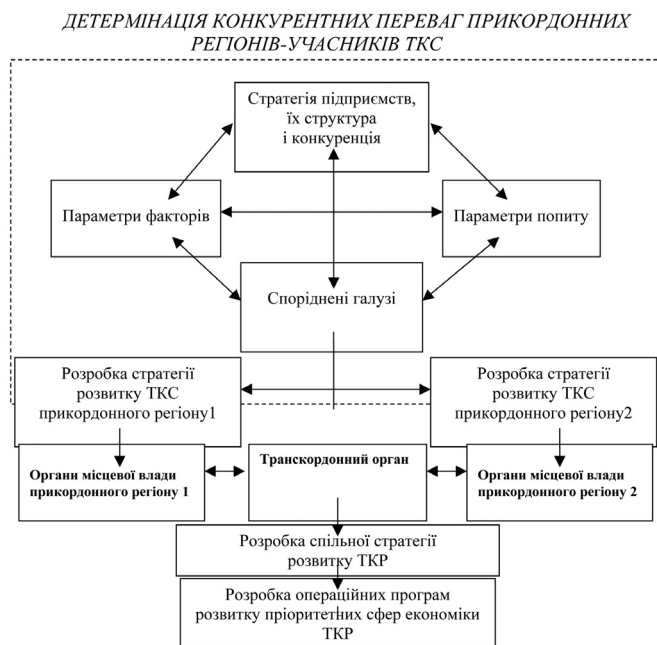 ДЕТЕРМІНАЦІЯ КОНКУРЕНТНИХ ПЕРЕВАГ ПРИКОРДОННИХ
РЕГІОНІВ-УЧАСНИКІВ ТКС
Стратегія підприємств,
їх структура
і конкуренція
Параметри факторів
Параметри попиту
Споріднені галузі
Розробка стратегії
розвитку ТКС
прикордонного регіону1
Розробка стратегії
розвитку ТКС
прикордонного регіону2
Органи місцевої влади
прикордонного регіону 1
Транскордонний орган
Органи місцевої влади
прикордонного регіону 2
Розробка спільної стратегії
розвитку ТКР
Розробка операційних програм
розвитку пріоритетних сфер економіки
ТКР